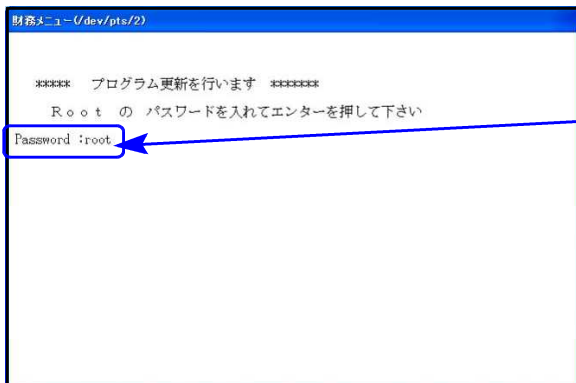 財務メニュー(/dev/pts/2)
***** プログラム更新を行います *******
Ｒｏｏｔ の パスワードを入れてエンターを押して下さい
Password :root